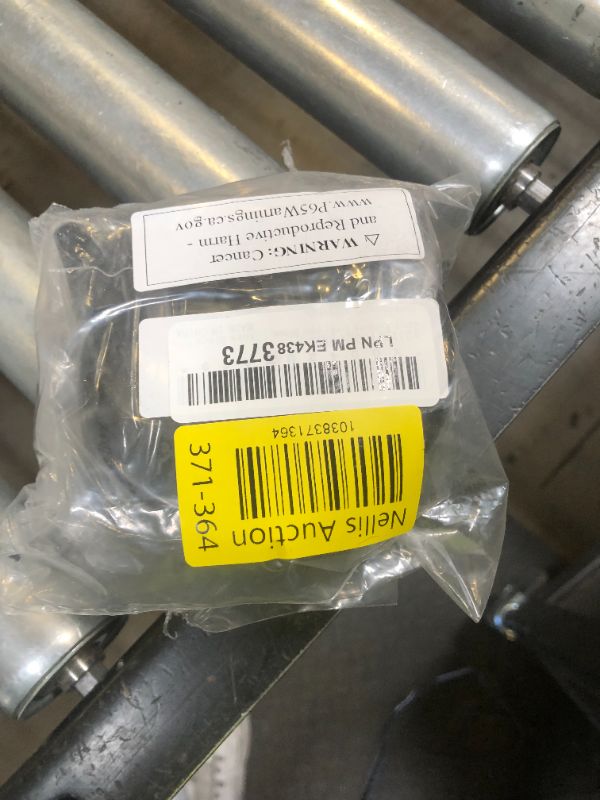 ⚠ WARNING: Cancer
and Reproductive Harm -
www.P65Warnings.ca.gov
LPN PM EK4383773
Nellis Auction
1038371364
371-364